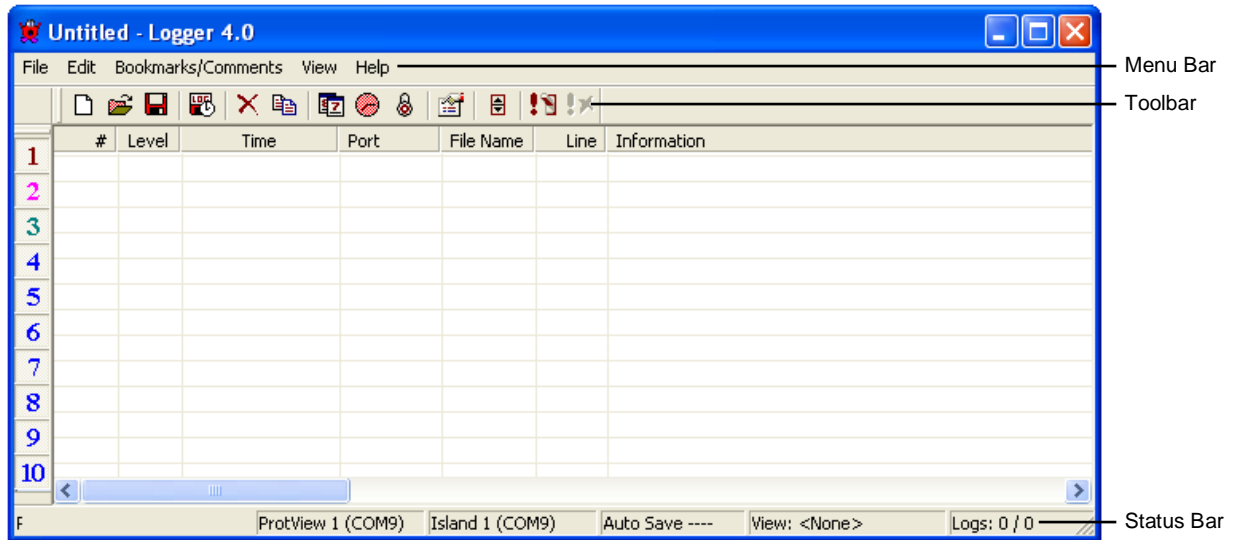 Untitled - Logger 4.0
File Edit Bookmarks/Comments View Help
Menu Bar
LOG
7
Toolbar
# Level Time Port File Name Line Information
1
2
3
4
5
6
7
8
9
10
F ProtView 1 (COM9) Island 1 (COM9) Auto Save ---- View: <None> Logs: 0 / 0
Status Bar